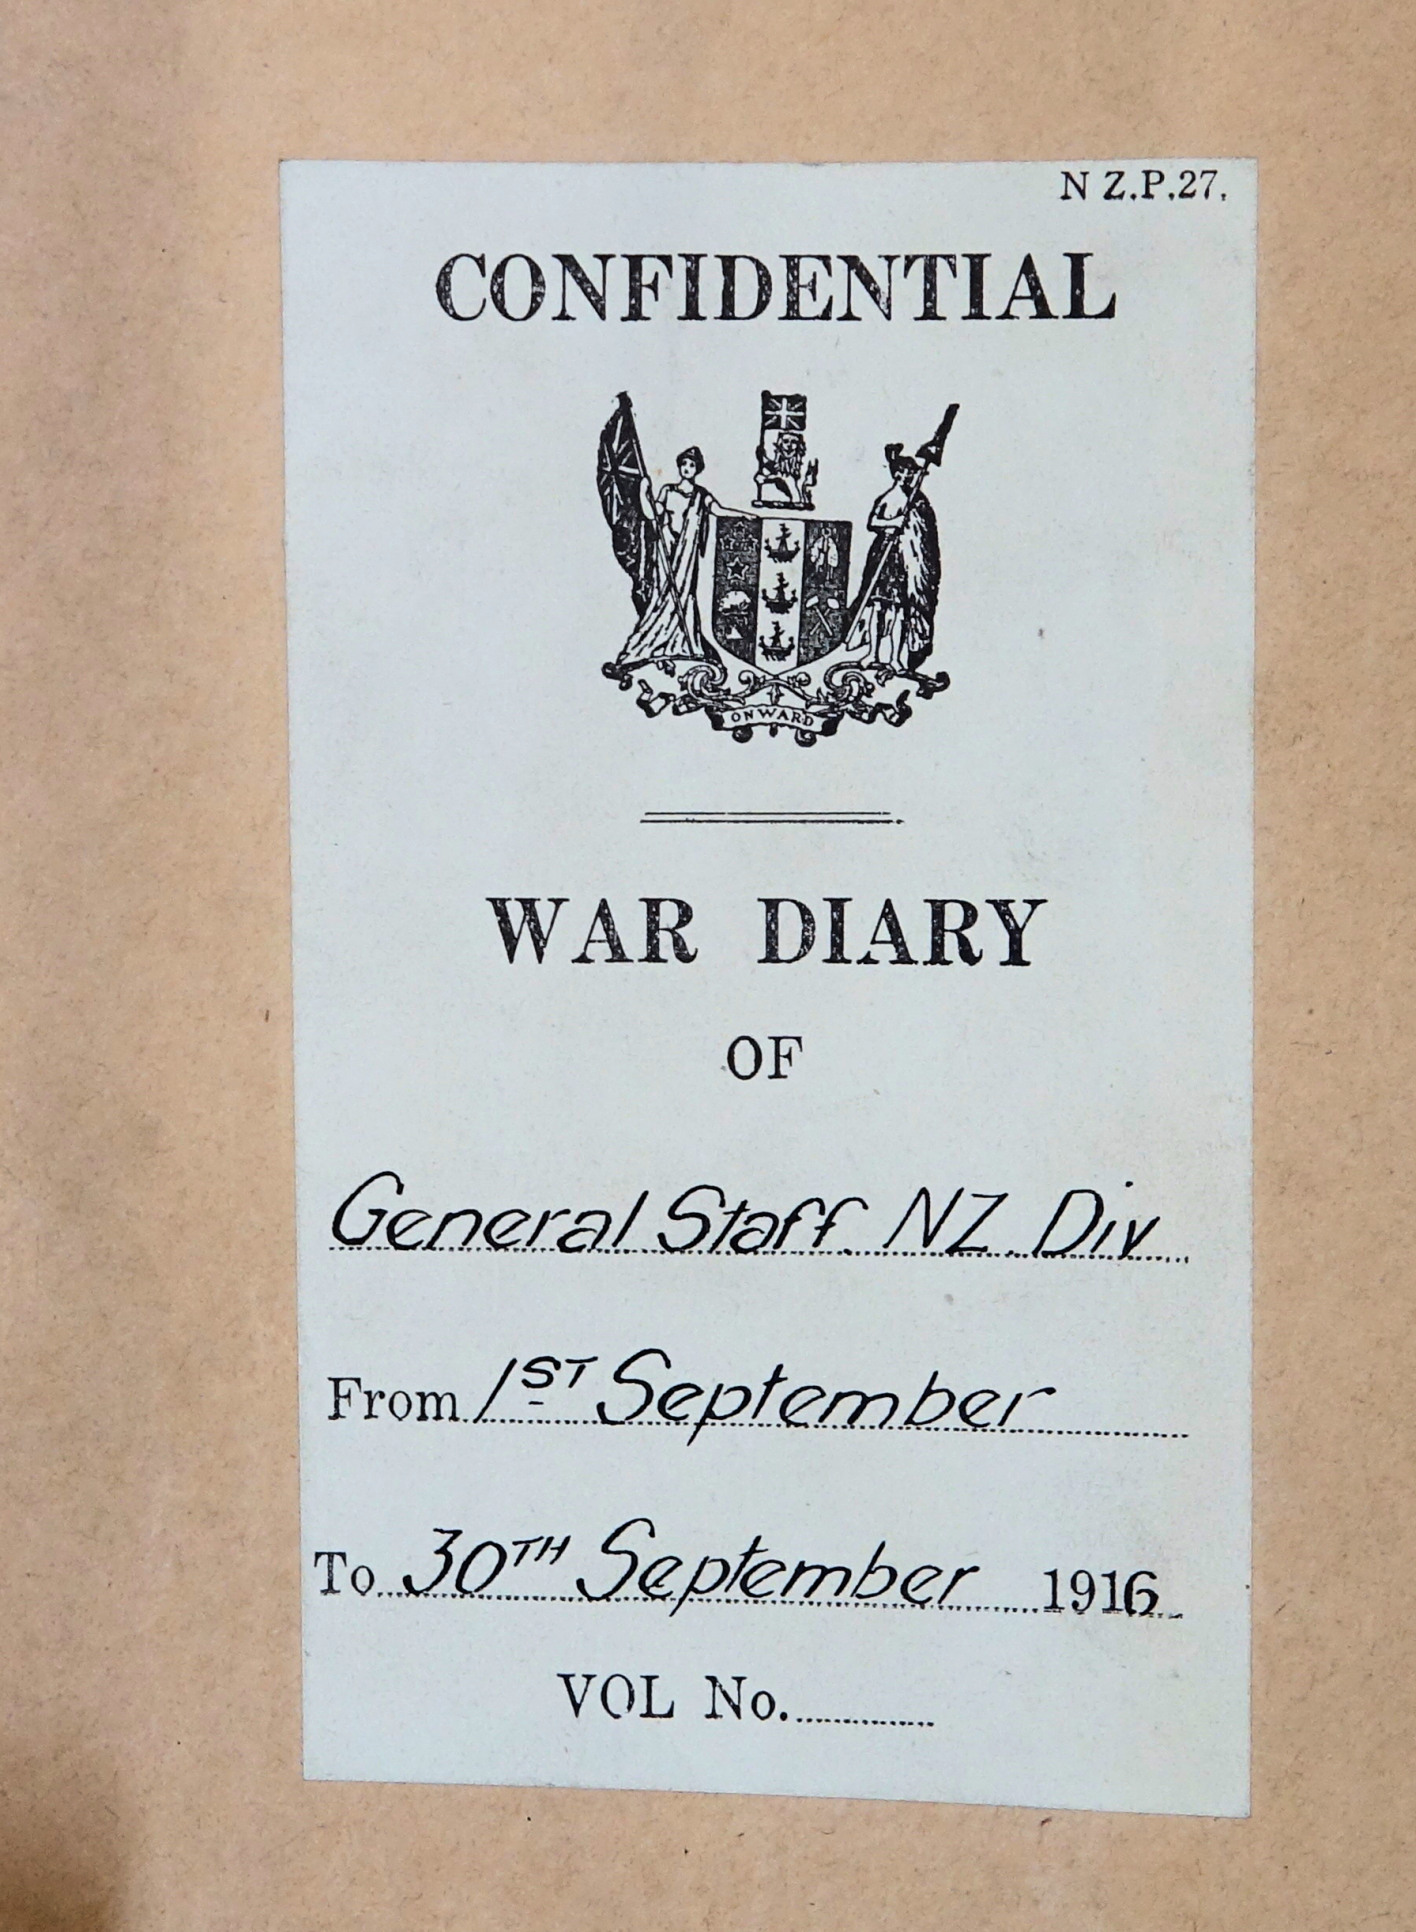 N Z.P.27.
CONFIDENTIAL
ONWARD
WAR DIARY
OF
General Staff NZ. Div
From 1ST September
To 30TH September 1916
VOL No.